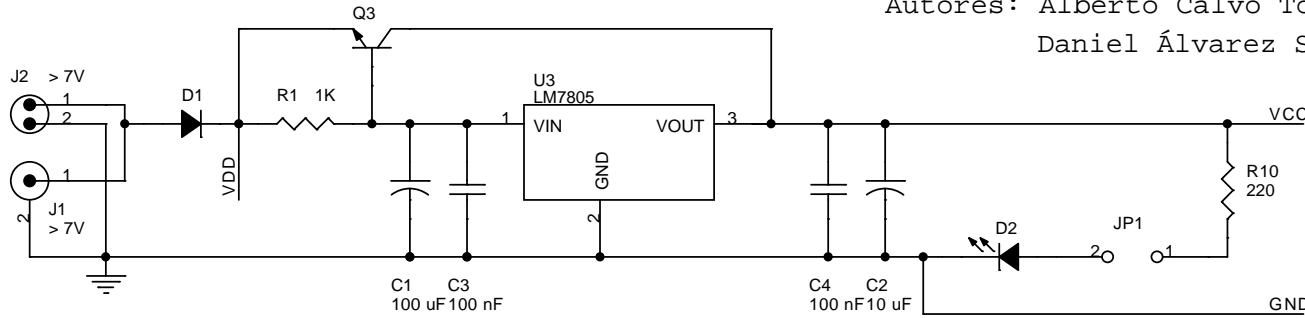 Autores: Alberto Calvo
Daniel Álvarez
Q3
J2 > 7V
1
2
D1
R1 1K
VDD
U3
LM7805
1
VIN
VOUT
3
GND
2
VCC
1
J1
> 7V
2
R10
220
D2
JP1
2
1
C1
100 uF
C3
100 nF
C4
100 nF
C2
10 uF
GND